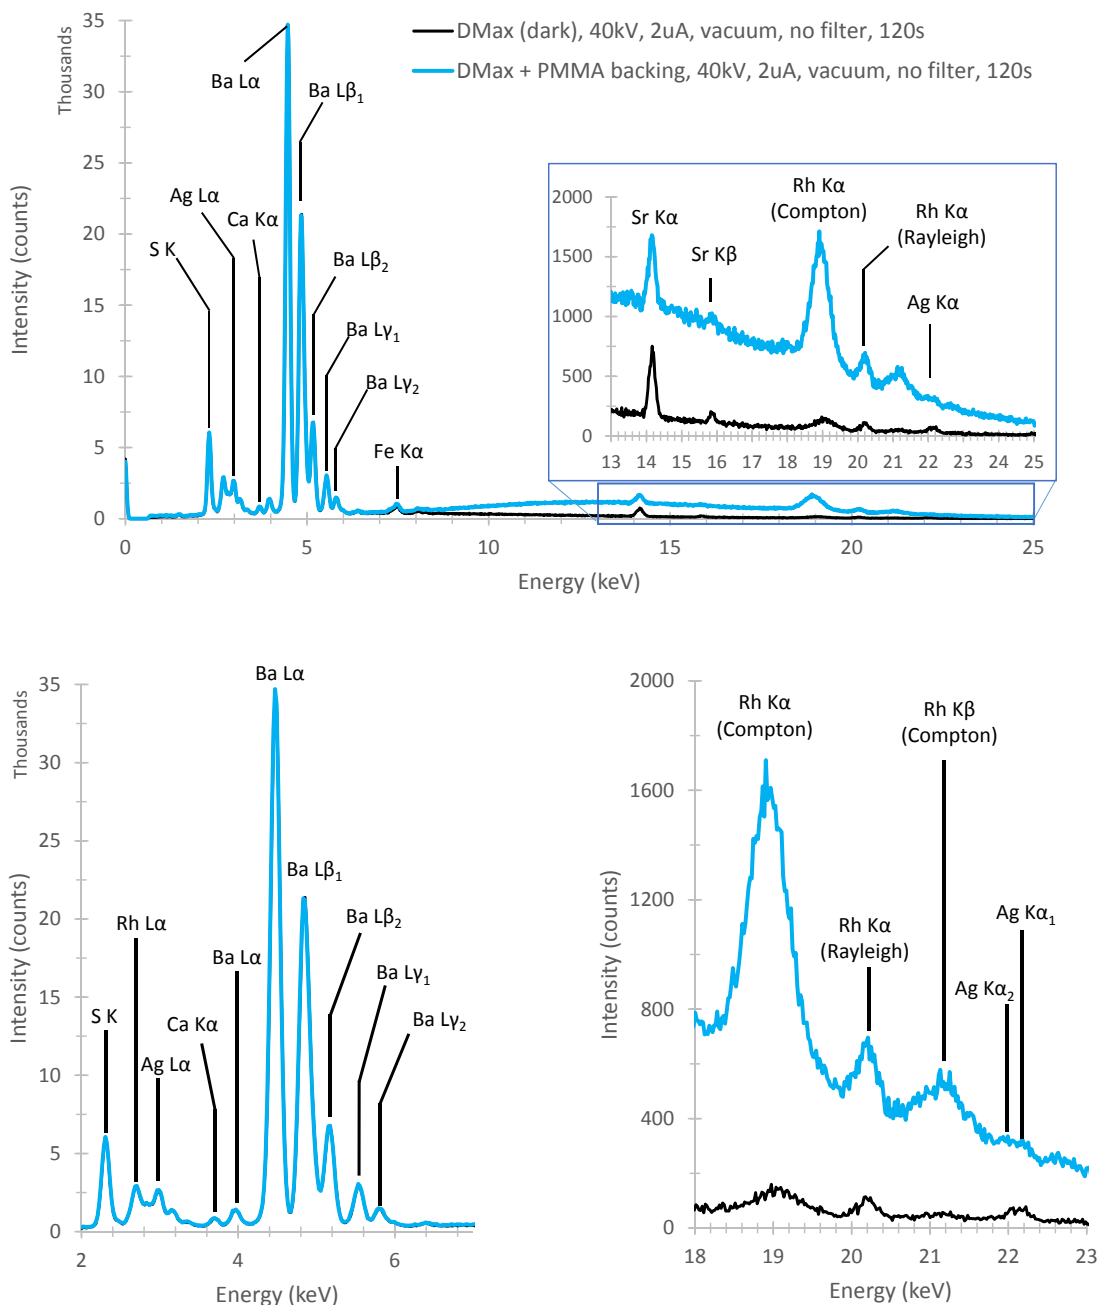 DMax (dark), 40kV, 2uA, vacuum, no filter, 120s
DMax + PMMA backing, 40kV, 2uA, vacuum, no filter, 120s
Thousands
Intensity (counts)
35
30
25
20
15
10
5
0
0
5
10
15
20
25
Energy (keV)
Ba Lα
Ba Lβ1
Ag Lα
Ca Kα
S K
Ba Lβ2
Ba Lγ1
Ba Lγ2
Fe Kα
2000
1500
1000
500
0
13 14 15 16 17 18 19 20 21 22 23 24 25
Sr Kα
Sr Kβ
Rh Kα
(Compton)
Rh Kα
(Rayleigh)
Ag Kα
Thousands
Intensity (counts)
35
30
25
20
15
10
5
0
2
4
6
Energy (keV)
Ba Lα
Ba Lβ1
Rh Lα
Ba Lβ2
Ba Lα
Ba Lγ1
S K
Ca Kα
Ba Lγ2
Ag Lα
Intensity (counts)
2000
1600
1200
800
400
0
18 19 20 21 22 23
Energy (keV)
Rh Kα
(Compton)
Rh Kβ
(Compton)
Rh Kα
(Rayleigh)
Ag Kα1
Ag Kα2